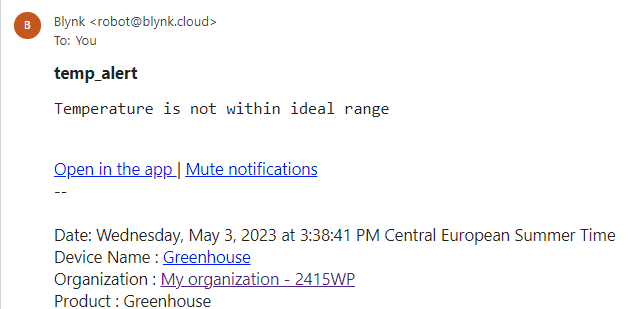 B
Blynk <robot@blynk.cloud>
To: You
temp_alert
Temperature is not within ideal range
Open in the app | Mute notifications
--
Date: Wednesday, May 3, 2023 at 3:38:41 PM Central European Summer Time
Device Name : Greenhouse
Organization : My organization - 2415WP
Product : Greenhouse